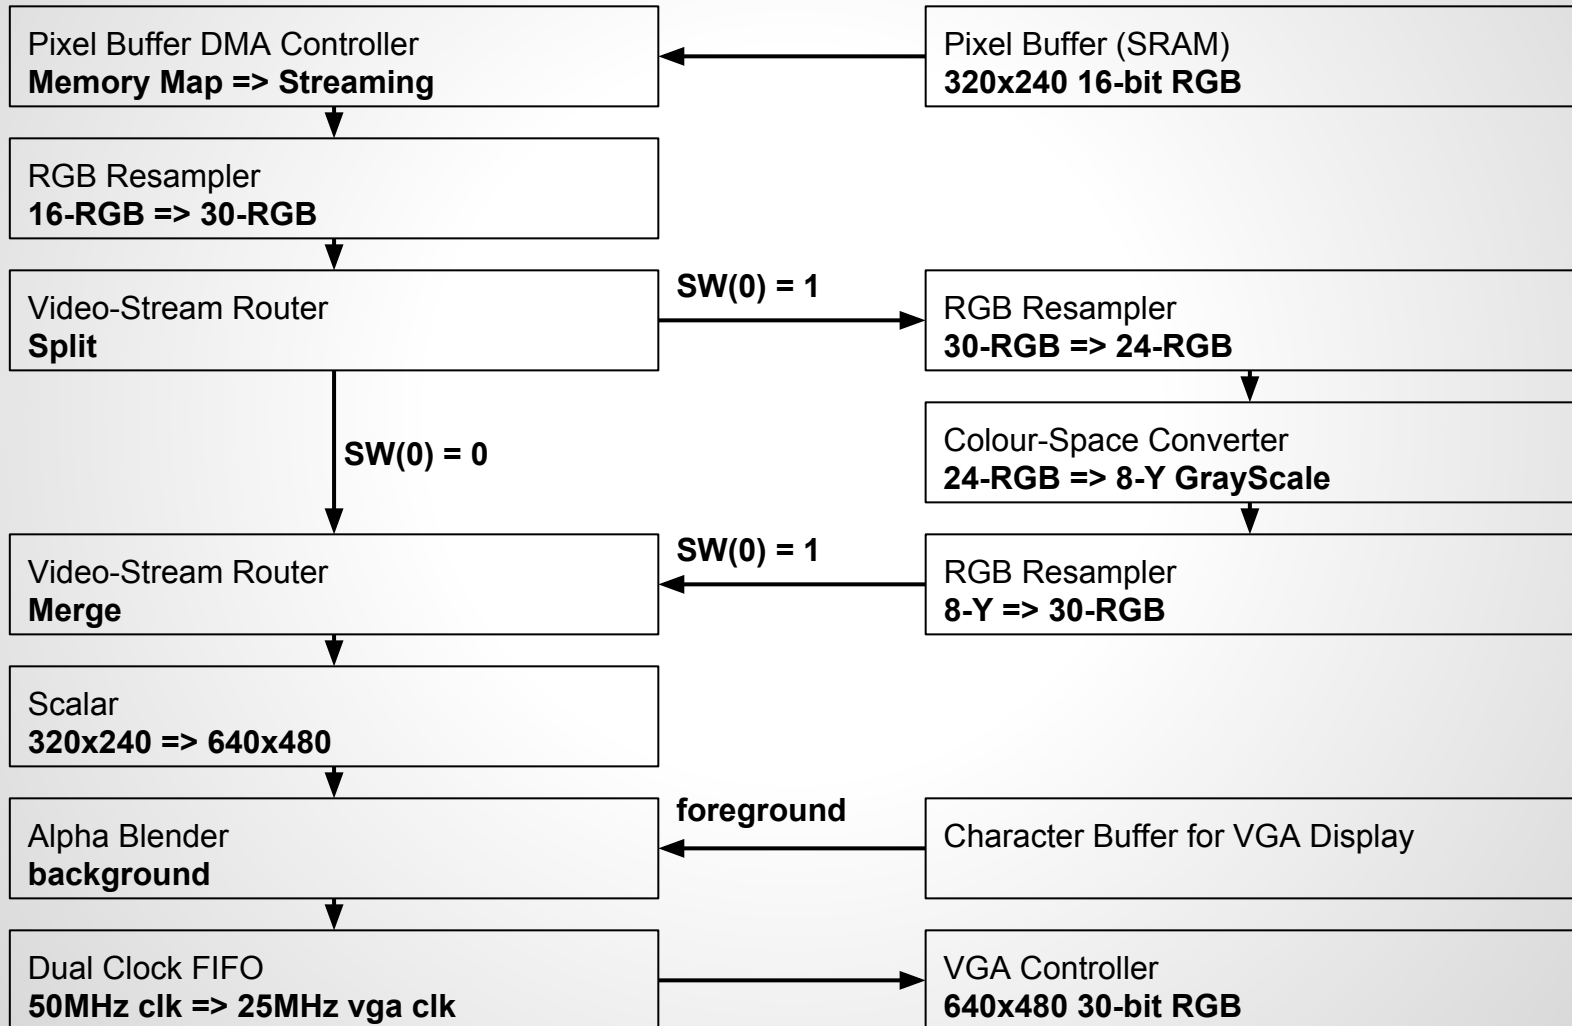 Pixel Buffer DMA Controller
Memory Map => Streaming
Pixel Buffer (SRAM)
320x240 16-bit RGB
RGB Resampler
16-RGB => 30-RGB
Video-Stream Router
Split
SW(0) = 1
RGB Resampler
30-RGB => 24-RGB
SW(0) = 0
Colour-Space Converter
24-RGB => 8-Y GrayScale
Video-Stream Router
Merge
SW(0) = 1
RGB Resampler
8-Y => 30-RGB
Scalar
320x240 => 640x480
Alpha Blender
background
foreground
Character Buffer for VGA Display
Dual Clock FIFO
50MHz clk => 25MHz vga clk
VGA Controller
640x480 30-bit RGB